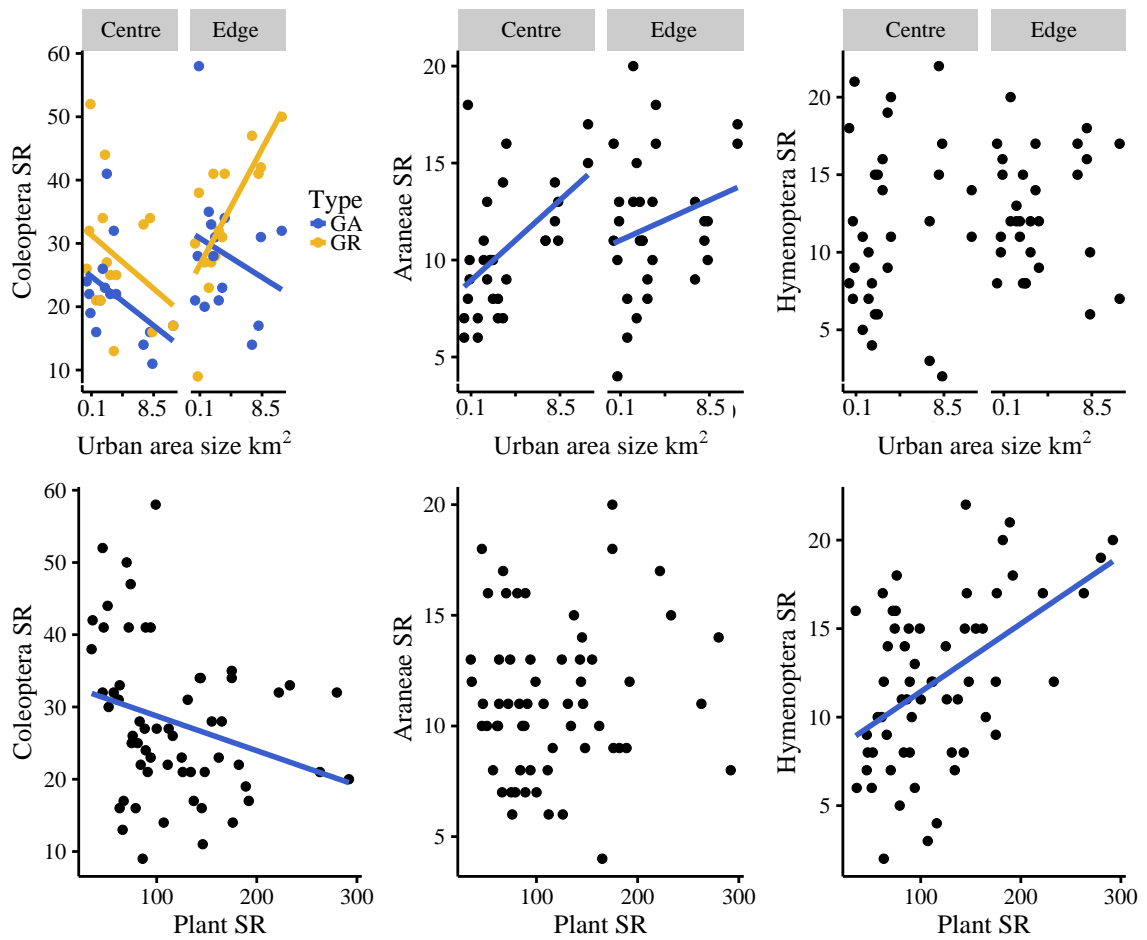 Centre Edge
60
50
40
30
20
10
Coleoptera SR
0.1 8.5 0.1 8.5
Urban area size km²
Type
GA
GR
Centre Edge
20
15
10
5
Araneae SR
0.1 8.5 0.1 8.5
Urban area size km²
Centre Edge
20
15
10
5
Hymenoptera SR
0.1 8.5 0.1 8.5
Urban area size km²
60
50
40
30
20
10
Coleoptera SR
100 200 300
Plant SR
20
15
10
5
Araneae SR
100 200 300
Plant SR
20
15
10
5
Hymenoptera SR
100 200 300
Plant SR